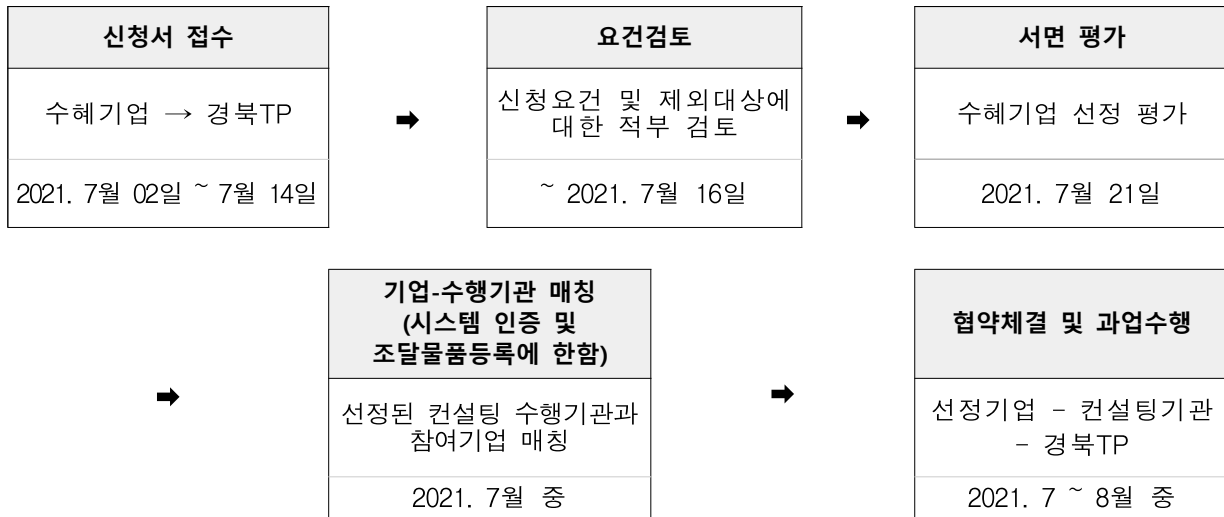 신청서 접수
수혜기업 → 경북TP
2021. 7월 02일 ~ 7월 14일
➡
요건검토
신청요건 및 제외대상에
대한 적부 검토
~ 2021. 7월 16일
➡
서면 평가
수혜기업 선정 평가
2021. 7월 21일
➡
기업-수행기관 매칭
(시스템 인증 및
조달물품등록에 한함)
선정된 컨설팅 수행기관과
참여기업 매칭
2021. 7월 중
➡
협약체결 및 과업수행
선정기업 - 컨설팅기관
- 경북TP
2021. 7 ~ 8월 중